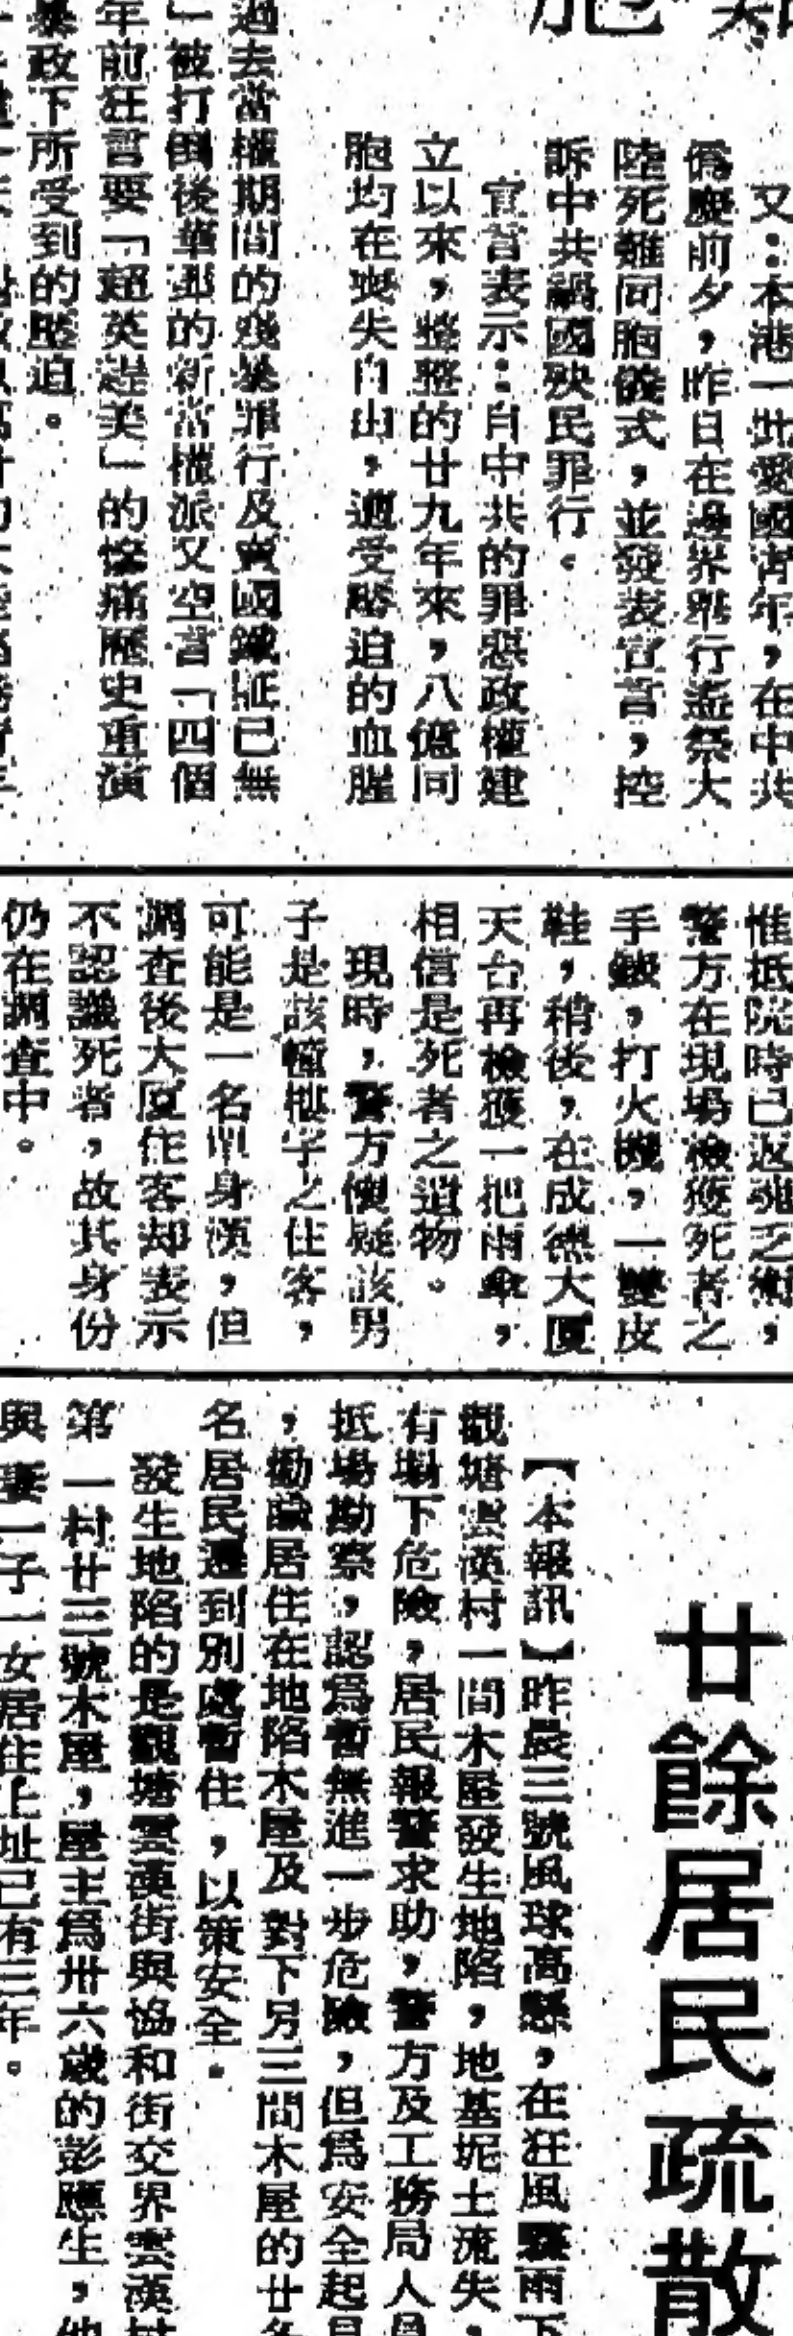 又：本港一批愛國青年，在中共
僞慶前夕，昨日在邊界舉行遙祭大
陸死難同胞儀式，並發表宣言，控
訴中共禍國殃民罪行。
宣言表示：自中共的罪惡政權建
立以來，整整的廿九年來，八億同
胞均在喪失自由，遭受壓迫的血腥
過去當權期間的殘暴罪行及賣國鐵証已無
」被打倒後華國的新當權派又空言「四個
年前狂言要「超英趕美」的慘痛歷史重演
暴政下所受到的壓迫。
惟抵院時已返魂乏術，
警方在現場檢獲死者之
手錶，打火機，一雙皮
鞋，稍後，在成德大厦
天台再檢獲一把雨傘，
相信是死者之遺物。
現時，警方懷疑該男
子是該幢樓宇之住客，
可能是一名單身漢，但
調查後大厦住客却表示
不認識死者，故其身份
仍在調查中。
廿餘居民疏散
【本報訊】昨晨三號風球高懸，在狂風驟雨下
觀塘雲漢村一間木屋發生地陷，地基坭土流失，
有塌下危險，居民報警求助，警方及工務局人員
抵場勘察，認爲暫無進一步危險，但爲安全起見
，勸諭居住在地陷木屋及對下另三間木屋的廿多
名居民遷到別處暫住，以策安全。
發生地陷的是觀塘雲漢街與協和街交界雲漢村
第一村廿三號木屋，屋主爲卅六歲的彭應生，他
與妻一子一女居住上址已有三年。